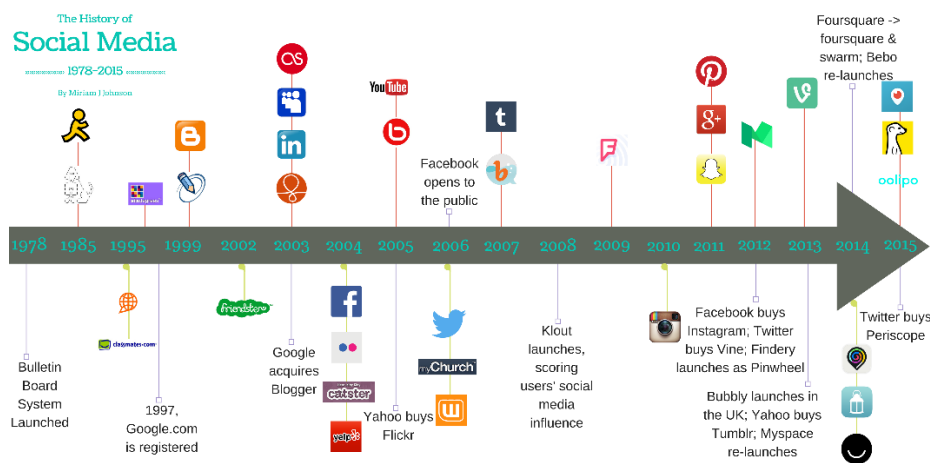 The History of
Social Media
1978-2015
By Miriam J Johnson
Foursquare ->
foursquare &
swarm; Bebo
re-launches
YouTube
Facebook
opens to
the public
in
t
g+
oolipo
1978
1985
1995
1999
2002
2003
2004
2005
2006
2007
2008
2009
2010
2011
2012
2013
2014
2015
Bulletin
Board
System
Launched
classmates.com
1997,
Google.com
is registered
friendster
Google
acquires
Blogger
f
catster
yelp
Yahoo buys
Flickr
myChurch
Klout
launches,
scoring
users' social
media
influence
Facebook buys
Instagram; Twitter
buys Vine; Findery
launches as Pinwheel
Bubbly launches in
the UK; Yahoo buys
Tumblr; Myspace
re-launches
Twitter buys
Periscope